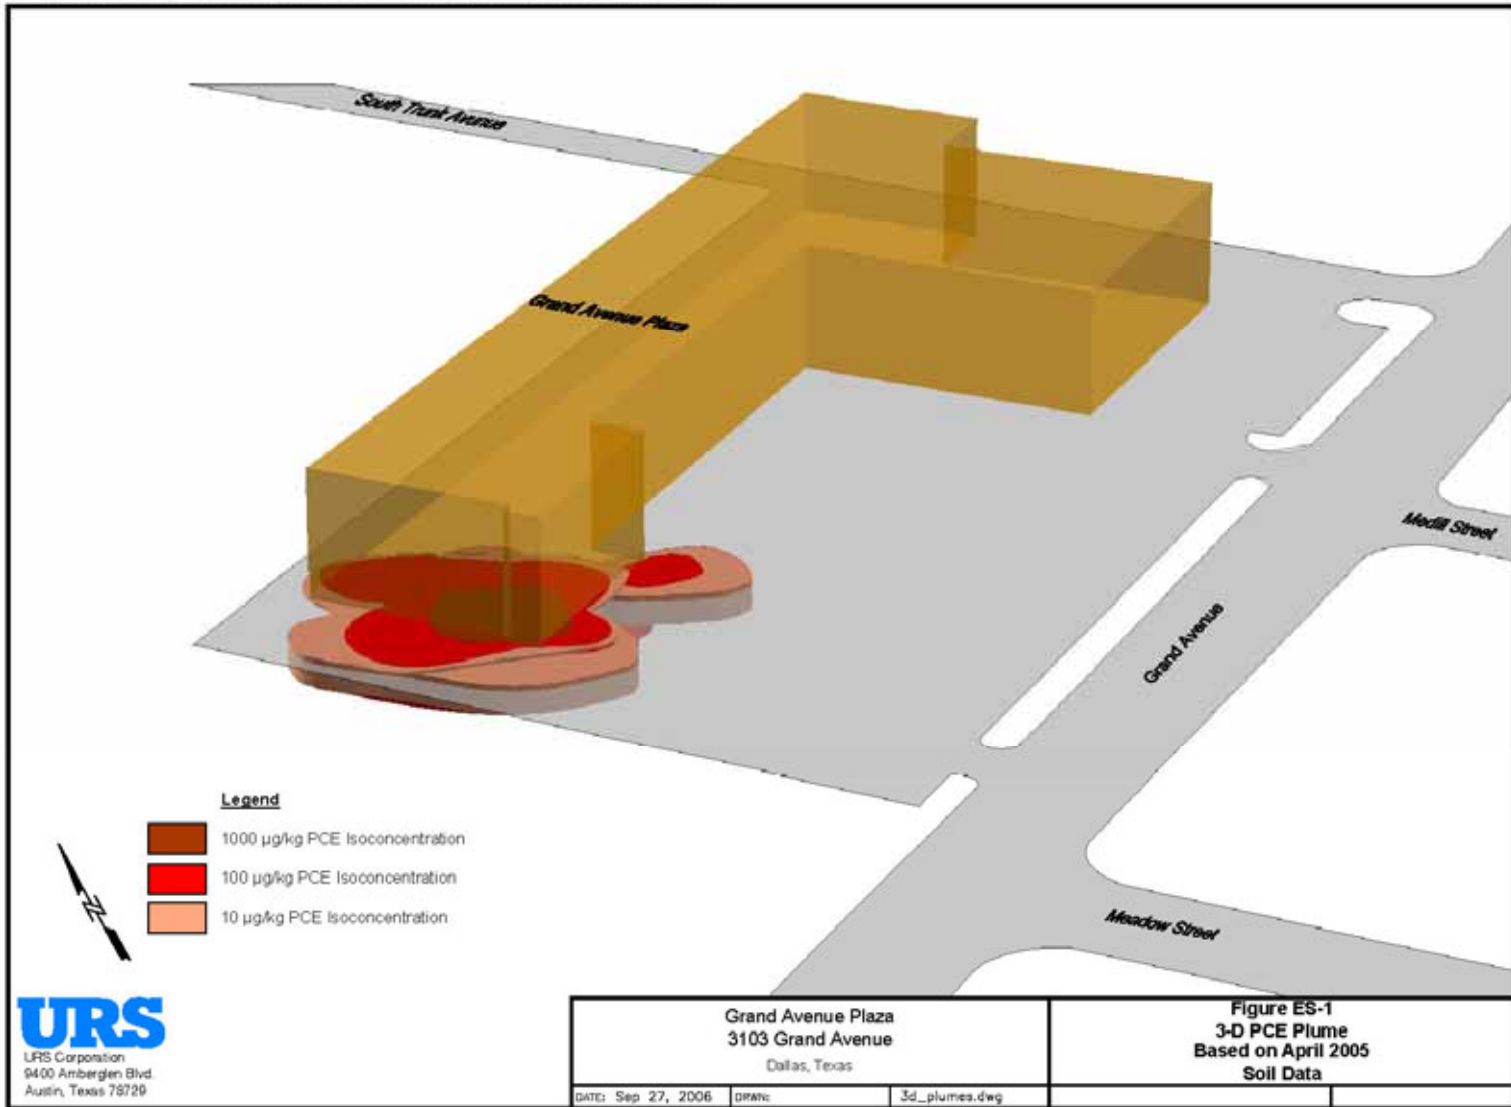 South Trunk Avenue
Grand Avenue Plaza
Medill Street
Grand Avenue
Meadow Street
Legend
1000 µg/kg PCE Isoconcentration
100 µg/kg PCE Isoconcentration
10 µg/kg PCE Isoconcentration
N
URS
URS Corporation
9400 Amberglen Blvd.
Austin, Texas 78729
Grand Avenue Plaza
3103 Grand Avenue
Dallas, Texas
DATE: Sep 27, 2006
DRWN:
3d_plumes.dwg
Figure ES-1
3-D PCE Plume
Based on April 2005
Soil Data